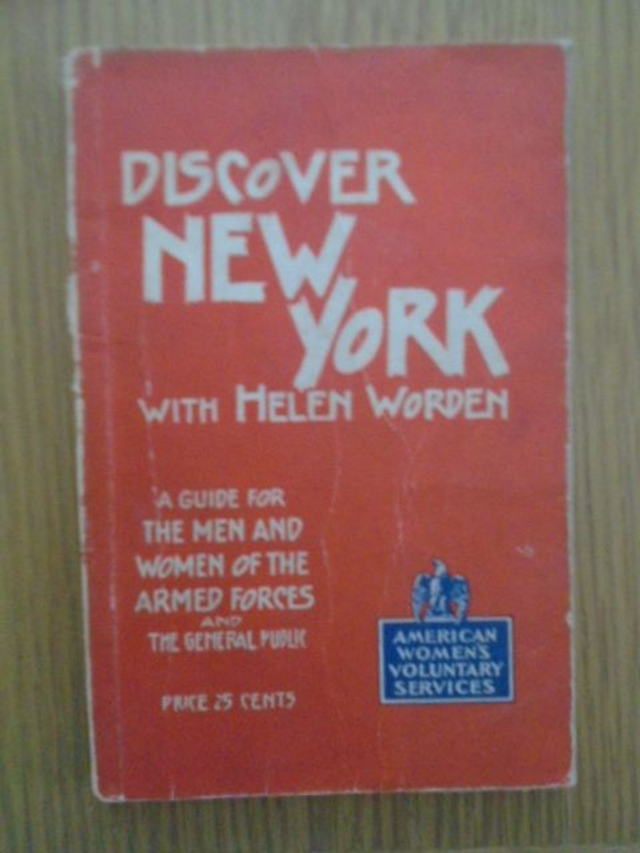 DISCOVER
NEW
YORK
WITH HELEN WORDEN
A GUIDE FOR
THE MEN AND
WOMEN OF THE
ARMED FORCES
AND
THE GENERAL PUBLIC
PRICE 25 CENTS
AMERICAN
WOMEN'S
VOLUNTARY
SERVICES